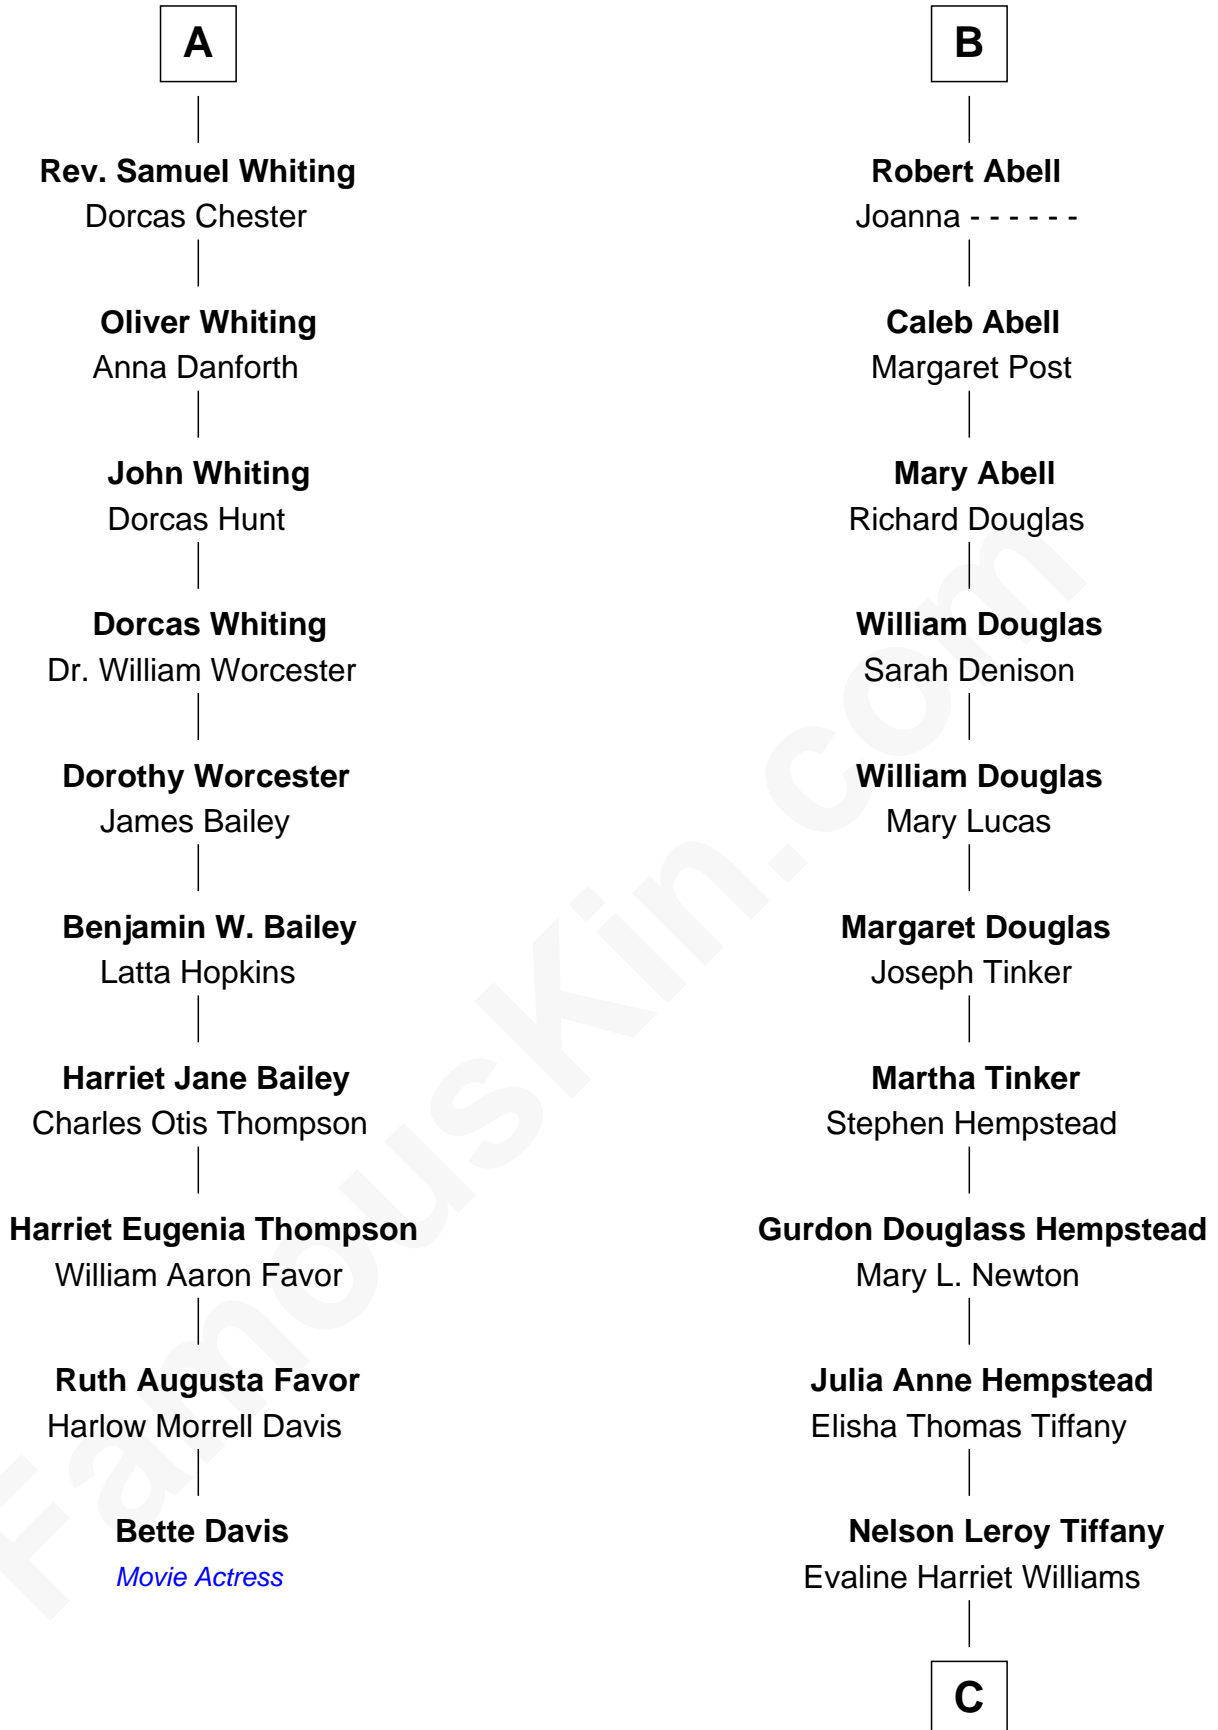 A
Rev. Samuel Whiting
Dorcas Chester
Oliver Whiting
Anna Danforth
John Whiting
Dorcas Hunt
Dorcas Whiting
Dr. William Worcester
Dorothy Worcester
James Bailey
Benjamin W. Bailey
Latta Hopkins
Harriet Jane Bailey
Charles Otis Thompson
Harriet Eugenia Thompson
William Aaron Favor
Ruth Augusta Favor
Harlow Morrell Davis
Bette Davis
Movie Actress
B
Robert Abell
Joanna - - - - - -
Caleb Abell
Margaret Post
Mary Abell
Richard Douglas
William Douglas
Sarah Denison
William Douglas
Mary Lucas
Margaret Douglas
Joseph Tinker
Martha Tinker
Stephen Hempstead
Gurdon Douglass Hempstead
Mary L. Newton
Julia Anne Hempstead
Elisha Thomas Tiffany
Nelson Leroy Tiffany
Evaline Harriet Williams
C
FamousKin.com